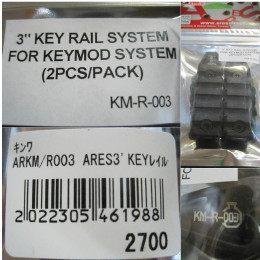 3" KEY RAIL SYSTEM
FOR KEYMOD SYSTEM
(2PCS/PACK)
KM-R-003
キンワ
ARKM/R003 ARES3' KEYレイル
2022305461988
2700
KM-R-003